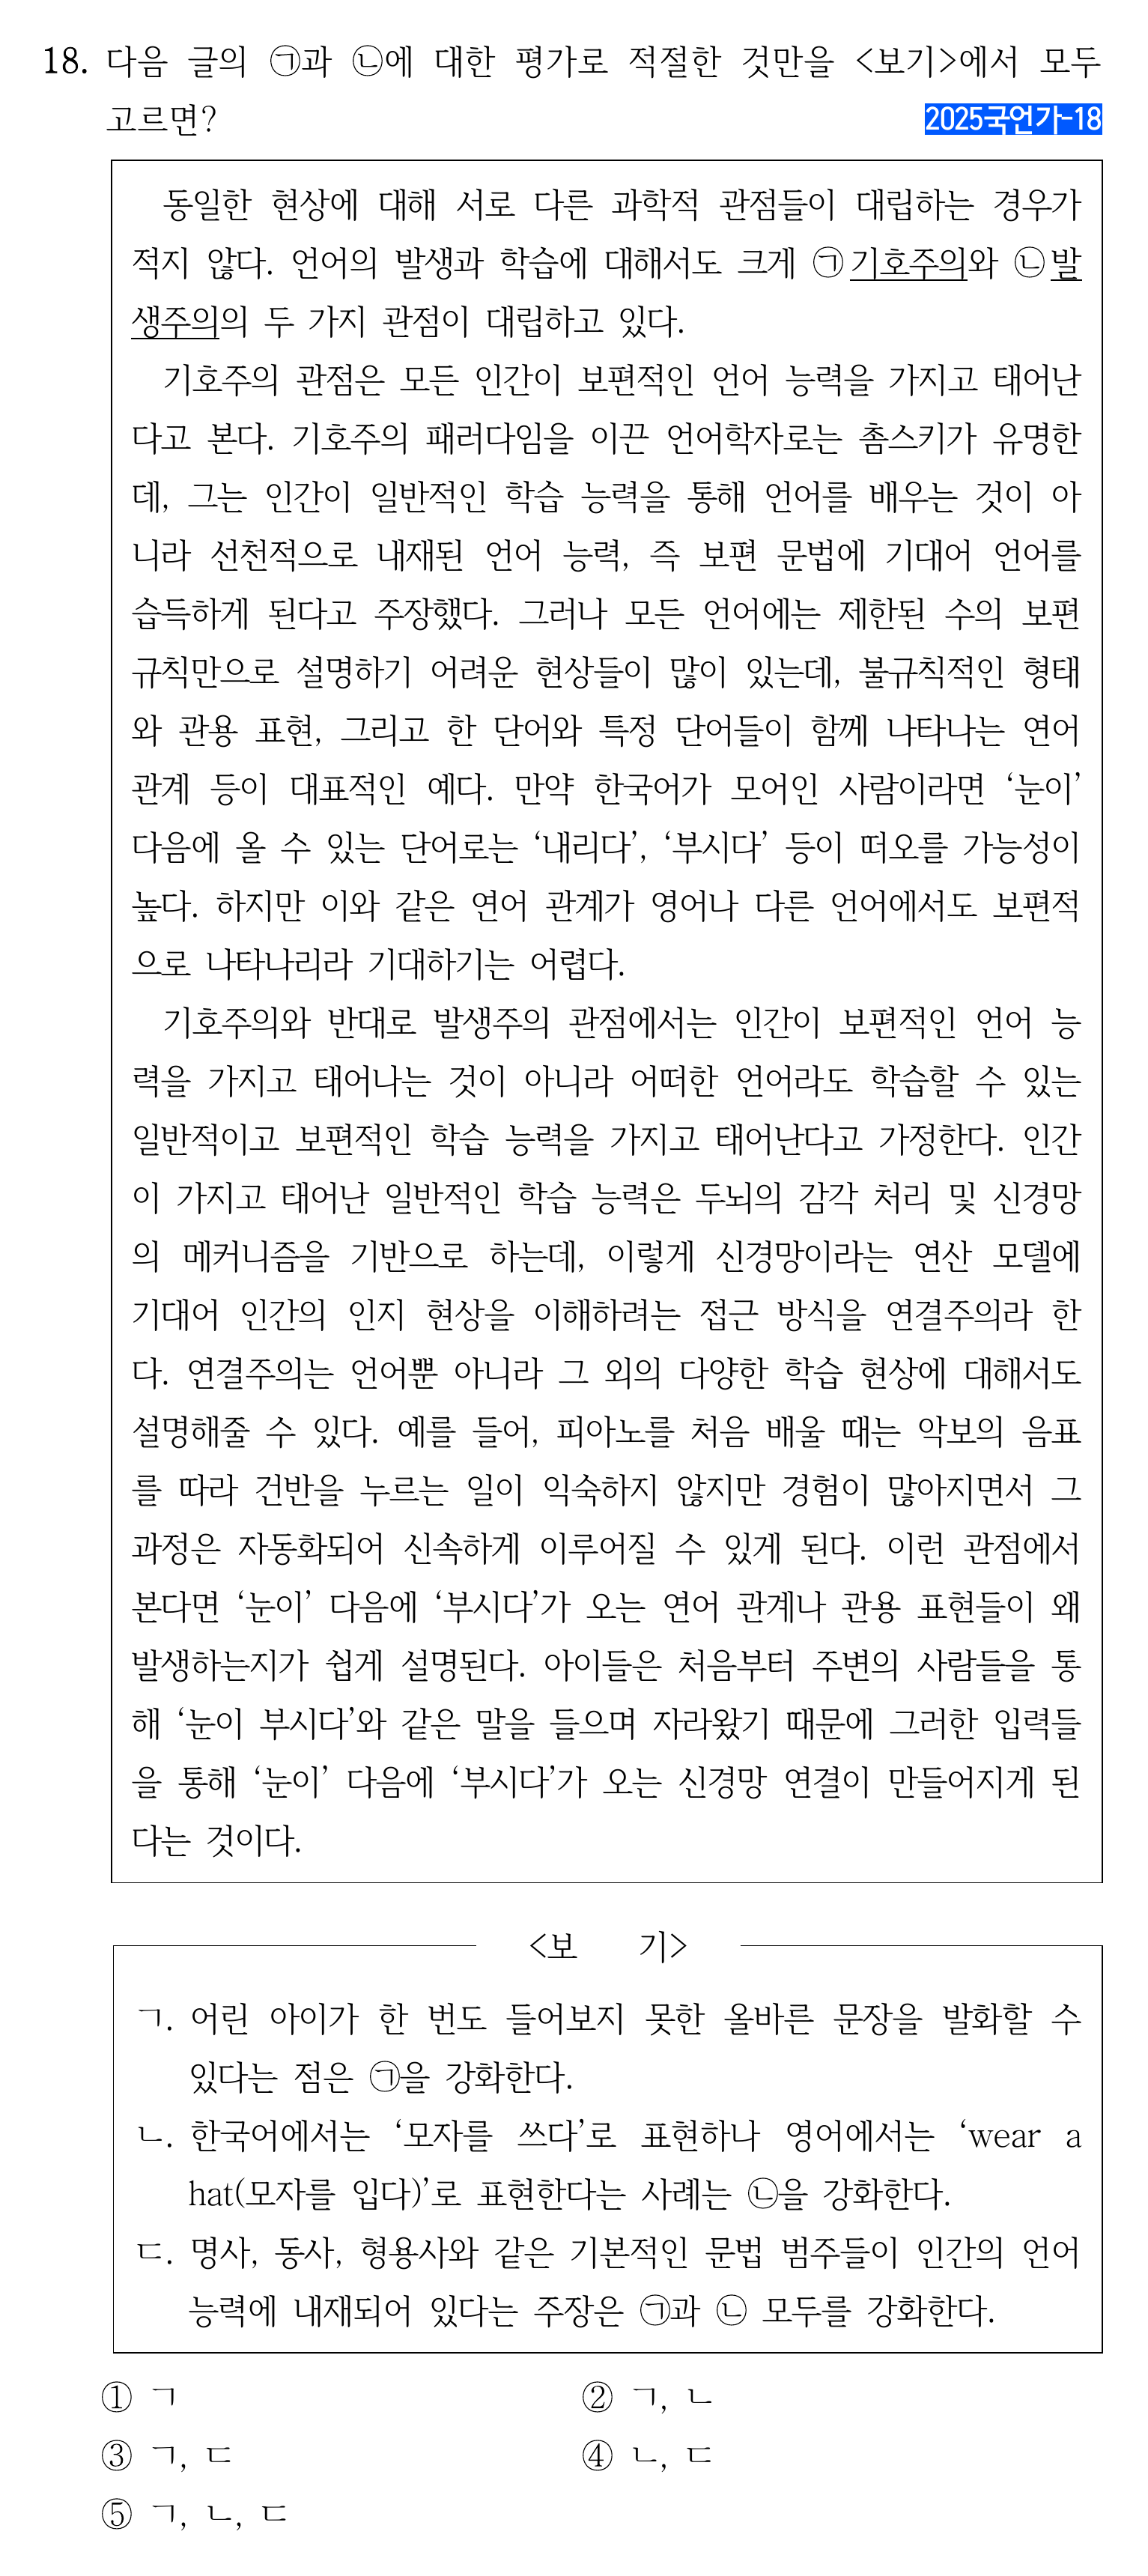 18. 다음 글의 ㉠과 ㉡에 대한 평가로 적절한 것만을 <보기>에서 모두
고르면?
2025국언가-18
동일한 현상에 대해 서로 다른 과학적 관점들이 대립하는 경우가
적지 않다. 언어의 발생과 학습에 대해서도 크게 ㉠기호주의와 ㉡발
생주의의 두 가지 관점이 대립하고 있다.
기호주의 관점은 모든 인간이 보편적인 언어 능력을 가지고 태어난
다고 본다. 기호주의 패러다임을 이끈 언어학자로는 촘스키가 유명한
데, 그는 인간이 일반적인 학습 능력을 통해 언어를 배우는 것이 아
니라 선천적으로 내재된 언어 능력, 즉 보편 문법에 기대어 언어를
습득하게 된다고 주장했다. 그러나 모든 언어에는 제한된 수의 보편
규칙만으로 설명하기 어려운 현상들이 많이 있는데, 불규칙적인 형태
와 관용 표현, 그리고 한 단어와 특정 단어들이 함께 나타나는 연어
관계 등이 대표적인 예다. 만약 한국어가 모어인 사람이라면 ‘눈이’
다음에 올 수 있는 단어로는 ‘내리다’, ‘부시다’ 등이 떠오를 가능성이
높다. 하지만 이와 같은 연어 관계가 영어나 다른 언어에서도 보편적
으로 나타나리라 기대하기는 어렵다.
기호주의와 반대로 발생주의 관점에서는 인간이 보편적인 언어 능
력을 가지고 태어나는 것이 아니라 어떠한 언어라도 학습할 수 있는
일반적이고 보편적인 학습 능력을 가지고 태어난다고 가정한다. 인간
이 가지고 태어난 일반적인 학습 능력은 두뇌의 감각 처리 및 신경망
의 메커니즘을 기반으로 하는데, 이렇게 신경망이라는 연산 모델에
기대어 인간의 인지 현상을 이해하려는 접근 방식을 연결주의라 한
다. 연결주의는 언어뿐 아니라 그 외의 다양한 학습 현상에 대해서도
설명해줄 수 있다. 예를 들어, 피아노를 처음 배울 때는 악보의 음표
를 따라 건반을 누르는 일이 익숙하지 않지만 경험이 많아지면서 그
과정은 자동화되어 신속하게 이루어질 수 있게 된다. 이런 관점에서
본다면 ‘눈이’ 다음에 ‘부시다’가 오는 연어 관계나 관용 표현들이 왜
발생하는지가 쉽게 설명된다. 아이들은 처음부터 주변의 사람들을 통
해 ‘눈이 부시다’와 같은 말을 들으며 자라왔기 때문에 그러한 입력들
을 통해 ‘눈이’ 다음에 ‘부시다’가 오는 신경망 연결이 만들어지게 된
다는 것이다.
<보 기>
ㄱ. 어린 아이가 한 번도 들어보지 못한 올바른 문장을 발화할 수
있다는 점은 ㉠을 강화한다.
ㄴ. 한국어에서는 ‘모자를 쓰다’로 표현하나 영어에서는 ‘wear a
hat(모자를 입다)’로 표현한다는 사례는 ㉡을 강화한다.
ㄷ. 명사, 동사, 형용사와 같은 기본적인 문법 범주들이 인간의 언어
능력에 내재되어 있다는 주장은 ㉠과 ㉡ 모두를 강화한다.
① ㄱ ② ㄱ, ㄴ
③ ㄱ, ㄷ ④ ㄴ, ㄷ
⑤ ㄱ, ㄴ, ㄷ